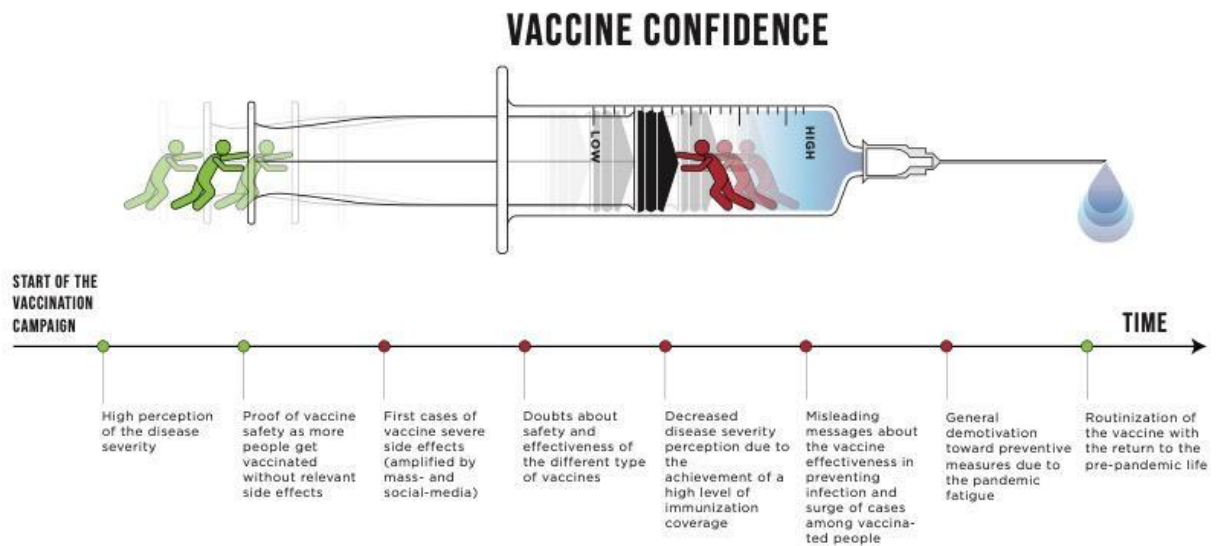 VACCINE CONFIDENCE
LOW
HIGH
START OF THE
VACCINATION
CAMPAIGN
TIME
High perception
of the disease
severity
Proof of vaccine
safety as more
people get
vaccinated
without relevant
side effects
First cases of
vaccine severe
side effects
(amplified by
mass- and
social-media)
Doubts about
safety and
effectiveness of
the different type
of vaccines
Decreased
disease severity
perception due to
the
achievement of a
high level of
immunization
coverage
Misleading
messages about
the vaccine
effectiveness in
preventing
infection and
surge of cases
among vaccina-
ted people
General
demotivation
toward preventive
measures due to
the pandemic
fatigue
Routinization of
the vaccine with
the return to the
pre-pandemic life